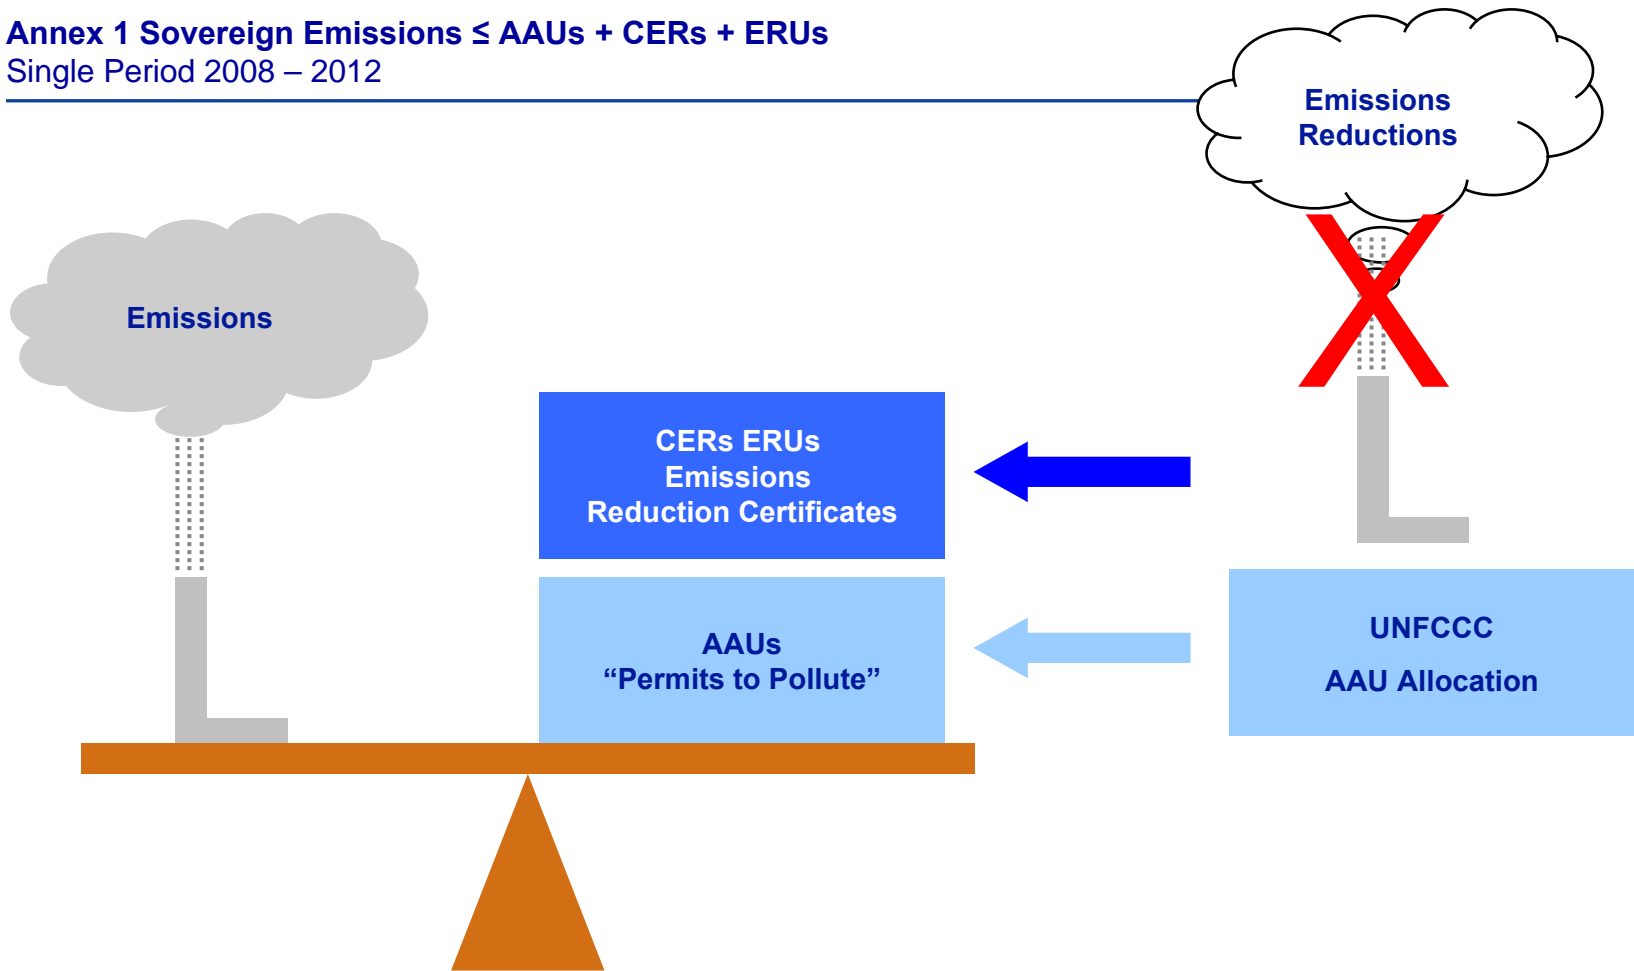 Annex 1 Sovereign Emissions ≤ AAUs + CERs + ERUs
Single Period 2008 – 2012
Emissions
Reductions
Emissions
CERs ERUs
Emissions
Reduction Certificates
AAUs
“Permits to Pollute”
UNFCCC
AAU Allocation